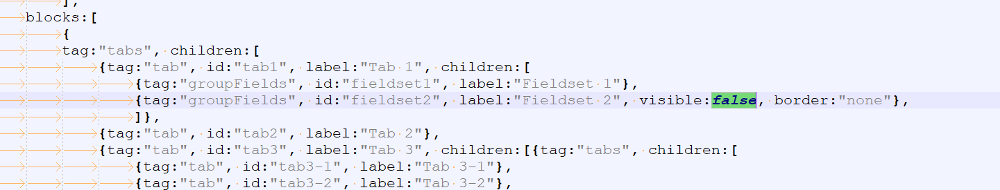 ],
blocks:[
{
tag:"tabs", children:[
{tag:"tab", id:"tab1", label:"Tab 1", children:[
{tag:"groupFields", id:"fieldset1", label:"Fieldset 1"},
{tag:"groupFields", id:"fieldset2", label:"Fieldset 2", visible:false, border:"none"},
]},
{tag:"tab", id:"tab2", label:"Tab 2"},
{tag:"tab", id:"tab3", label:"Tab 3", children:[{tag:"tabs", children:[
{tag:"tab", id:"tab3-1", label:"Tab 3-1"},
{tag:"tab", id:"tab3-2", label:"Tab 3-2"},